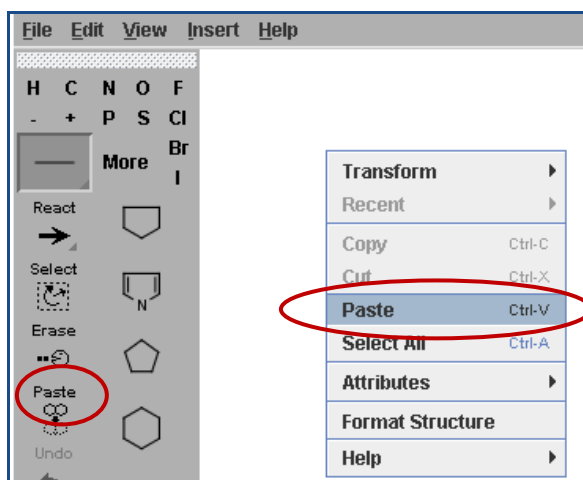 File Edit View Insert Help
H C N O F
- + P S Cl
More Br
I
React
Select
N
Erase
Paste
Undo
Transform
Recent
Copy Ctrl-C
Cut Ctrl-X
Paste Ctrl-V
Select All Ctrl-A
Attributes
Format Structure
Help